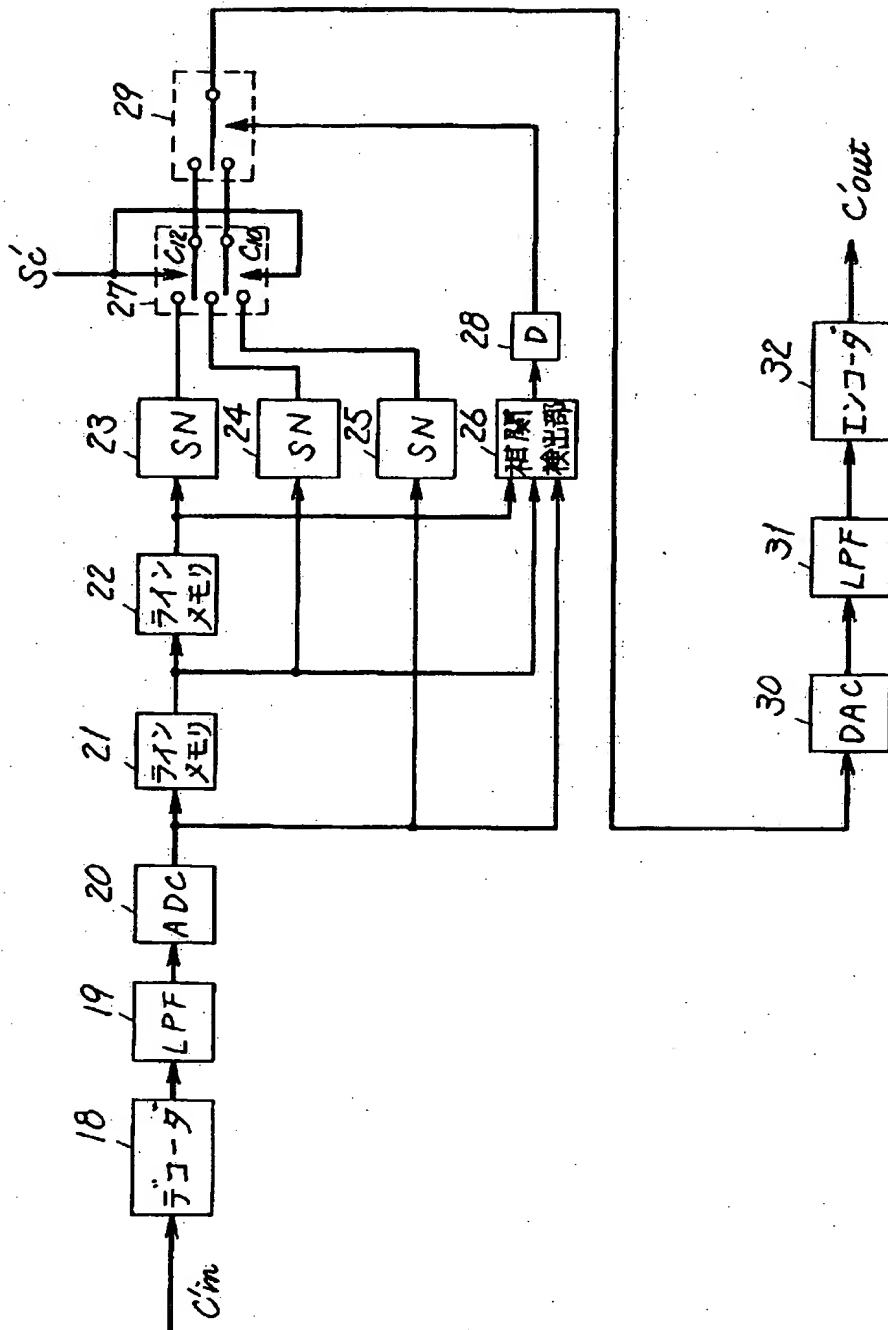 C'in
18
デコーダ
19
LPF
20
ADC
21
ライン
メモリ
22
ライン
メモリ
23
SN
24
SN
25
SN
26
相関
検出部
S'c
27
C12
C10
28
D
29
30
DAC
31
LPF
32
エンコーダ
C'out